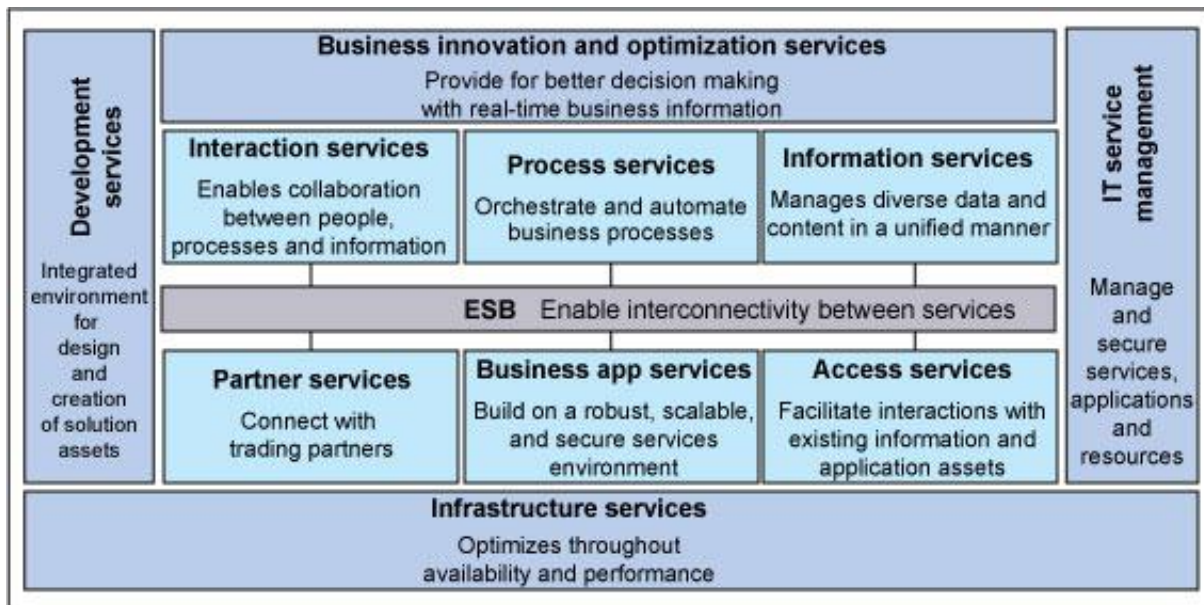 Development
services
Integrated
environment
for
design
and
creation
of solution
assets
Business innovation and optimization services
Provide for better decision making
with real-time business information
Interaction services
Enables collaboration
between people,
processes and information
Process services
Orchestrate and automate
business processes
Information services
Manages diverse data and
content in a unified manner
ESB Enable interconnectivity between services
Partner services
Connect with
trading partners
Business app services
Build on a robust, scalable,
and secure services
environment
Access services
Facilitate interactions with
existing information and
application assets
IT service
management
Manage
and
secure
services,
applications
and
resources
Infrastructure services
Optimizes throughout
availability and performance